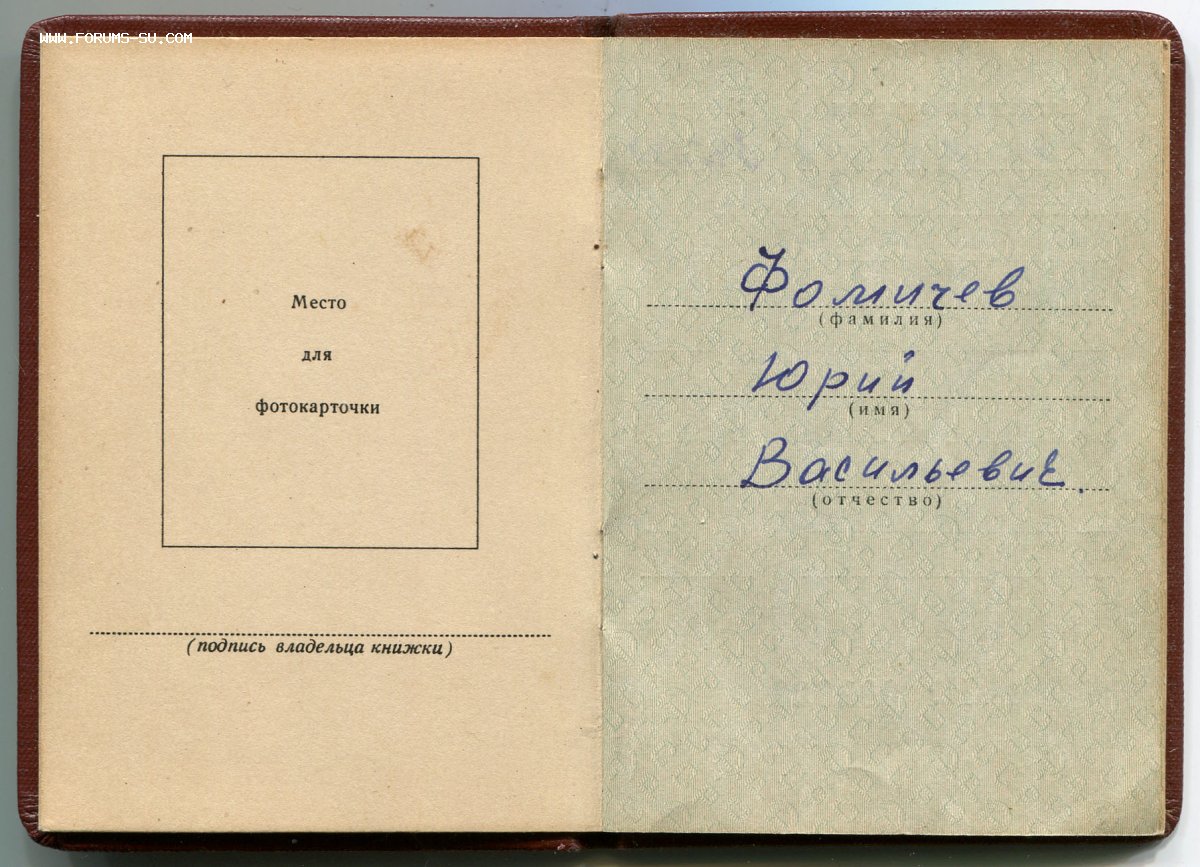 WWW.FORUMS-SU.COM
Место
для
фотокарточки
(подпись владельца книжки)
Фомичев
(фамилия)
Юрий
(имя)
Васильевич.
(отчество)